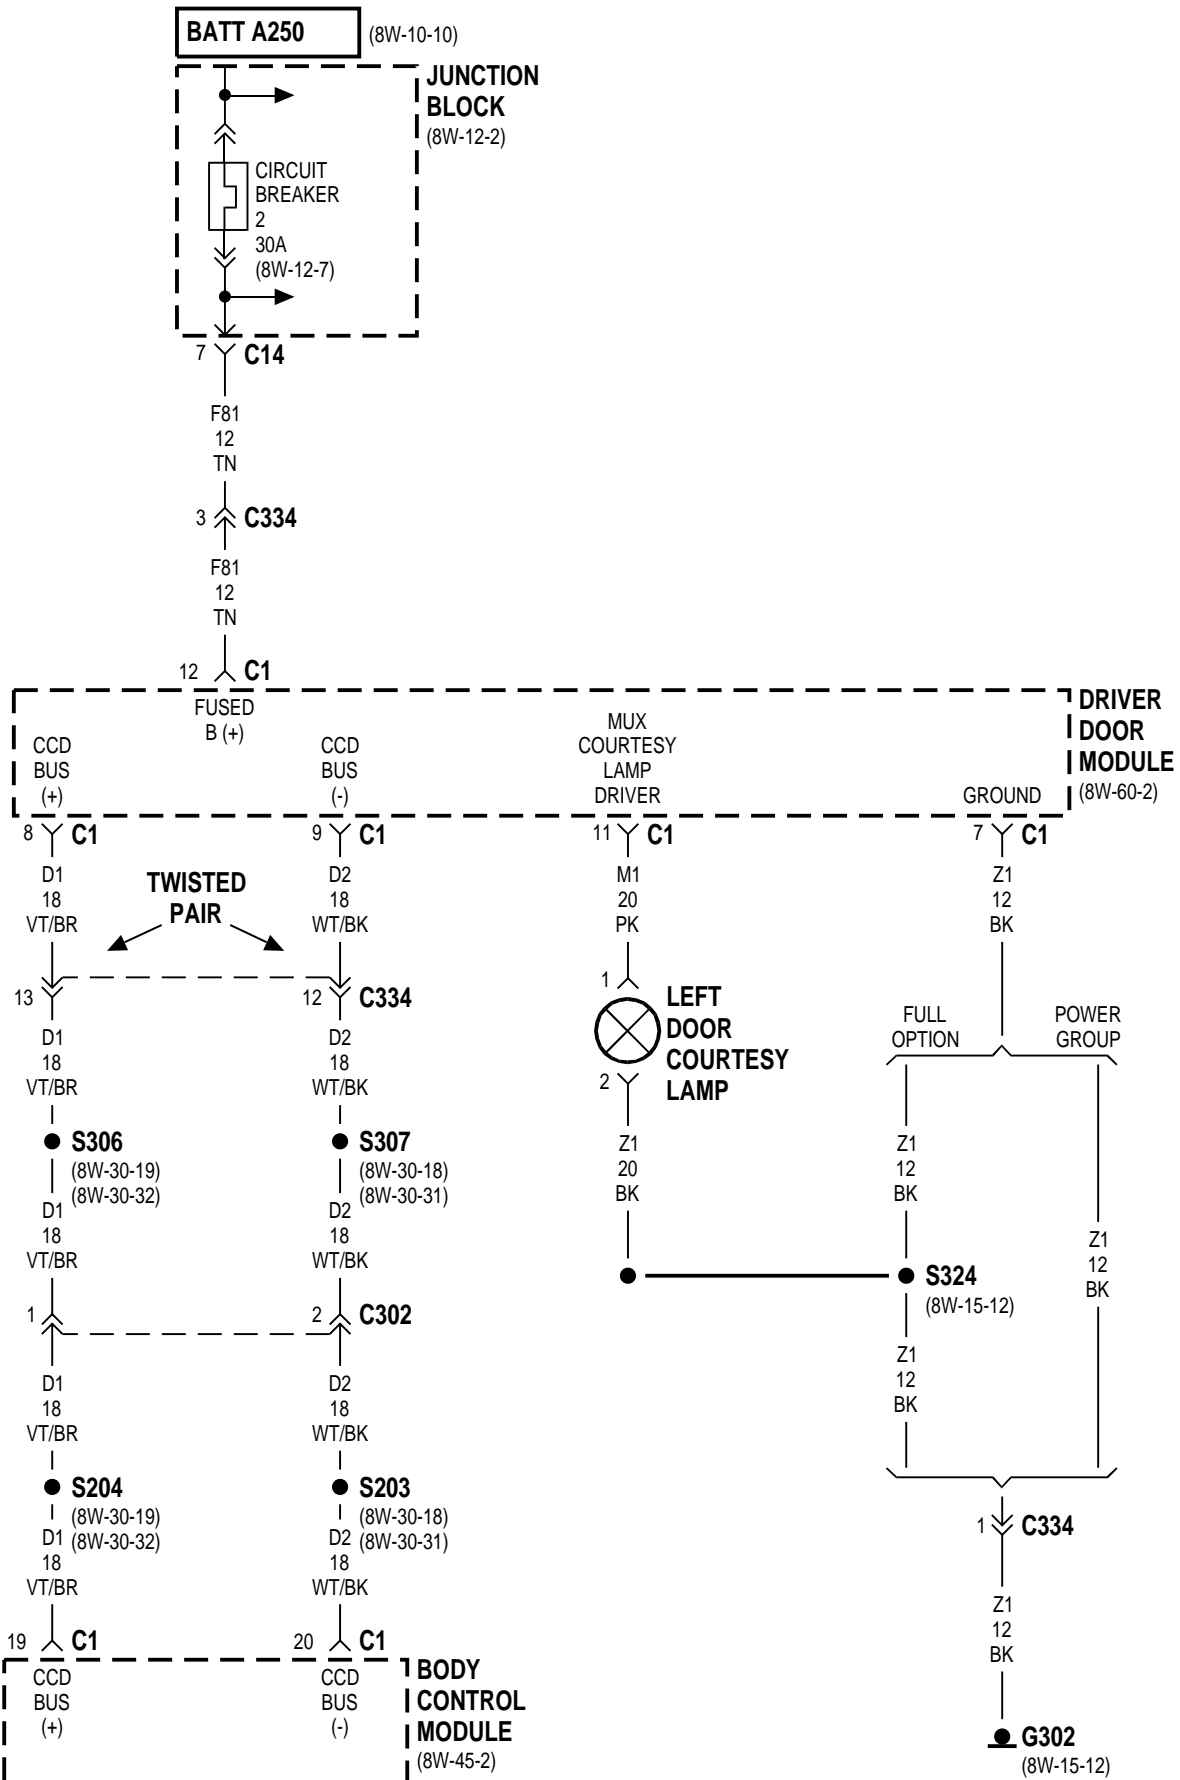 BATT A250 (8W-10-10)
JUNCTION
BLOCK
(8W-12-2)
CIRCUIT
BREAKER
2
30A
(8W-12-7)
7 C14
F81
12
TN
3 C334
F81
12
TN
12 C1
DRIVER
DOOR
MODULE
(8W-60-2)
FUSED
B (+)
CCD
BUS
(+)
CCD
BUS
(-)
MUX
COURTESY
LAMP
DRIVER
GROUND
8 C1 9 C1 11 C1 7 C1
D1
18
VT/BR
TWISTED
PAIR
D2
18
WT/BK
M1
20
PK
Z1
12
BK
13 12 C334
1
LEFT
DOOR
COURTESY
LAMP
2
FULL
OPTION
POWER
GROUP
D1
18
VT/BR
D2
18
WT/BK
S306
(8W-30-19)
(8W-30-32)
S307
(8W-30-18)
(8W-30-31)
Z1
20
BK
Z1
12
BK
D1
18
VT/BR
D2
18
WT/BK
Z1
12
BK
S324
(8W-15-12)
1 2 C302
Z1
12
BK
D1
18
VT/BR
D2
18
WT/BK
S204
(8W-30-19)
(8W-30-32)
S203
(8W-30-18)
(8W-30-31)
1 C334
D1
18
VT/BR
D2
18
WT/BK
Z1
12
BK
19 C1 20 C1
CCD
BUS
(+)
CCD
BUS
(-)
BODY
CONTROL
MODULE
(8W-45-2)
G302
(8W-15-12)